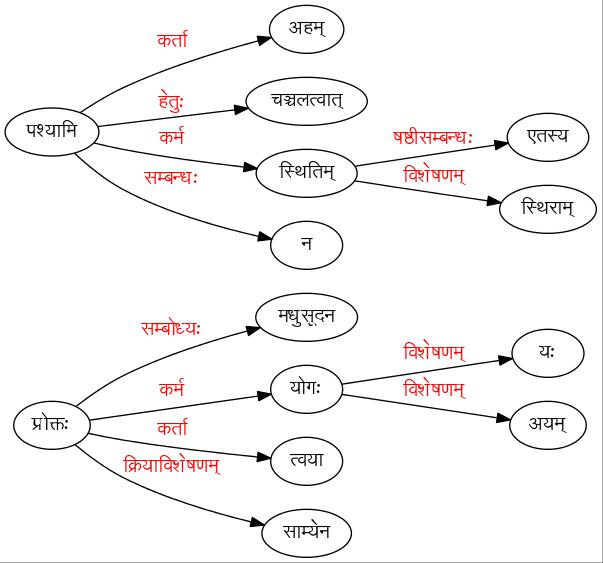 अहम्
कर्ता
हेतुः चञ्चलत्वात्
पश्यामि कर्म षष्ठीसम्बन्धः एतस्य
सम्बन्धः स्थितिम् विशेषणम्
स्थिराम्
न
मधुसूदन
सम्बोध्यः
विशेषणम् यः
कर्म योगः विशेषणम्
प्रोक्तः कर्ता अयम्
त्वया
क्रियाविशेषणम्
साम्येन